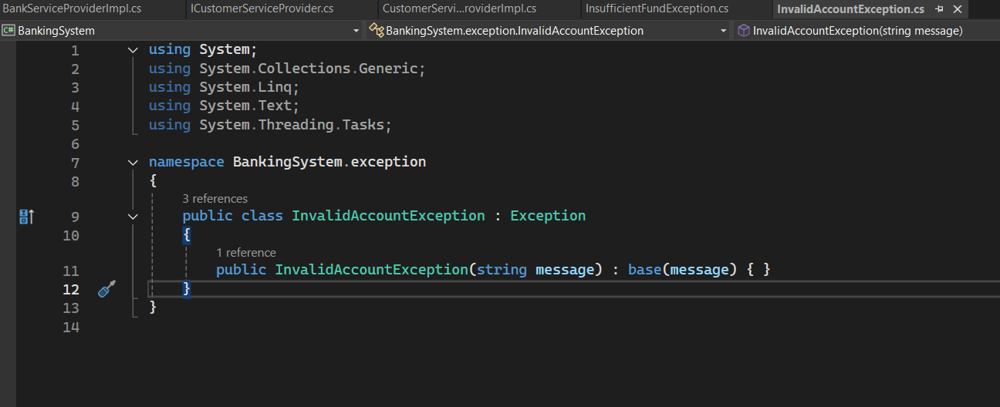 BankServiceProviderImpl.cs ICustomerServiceProvider.cs CustomerServi...roviderImpl.cs InsufficientFundException.cs InvalidAccountException.cs
C# BankingSystem BankingSystem.exception.InvalidAccountException InvalidAccountException(string message)
1 using System;
2 using System.Collections.Generic;
3 using System.Linq;
4 using System.Text;
5 using System.Threading.Tasks;
6
7 namespace BankingSystem.exception
8 {
3 references
9 public class InvalidAccountException : Exception
10 {
1 reference
11 public InvalidAccountException(string message) : base(message) { }
12 }
13 }
14